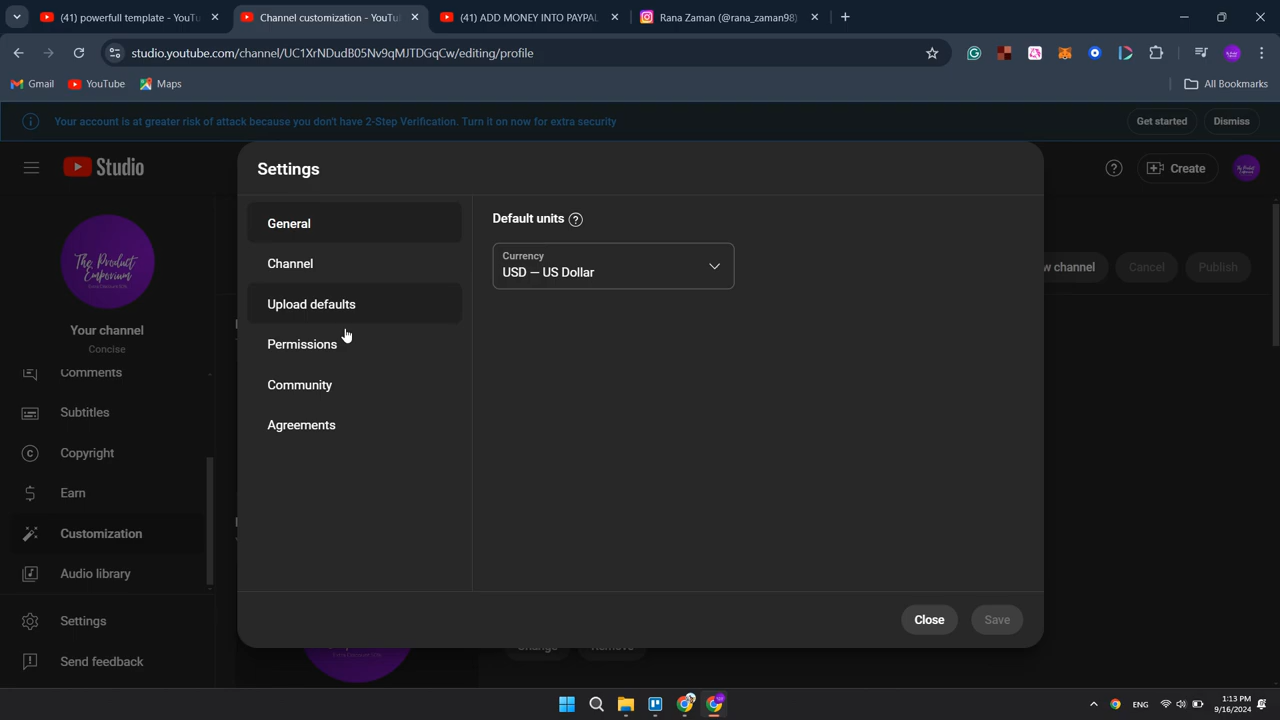 (41) powerfull template - YouTu
Channel customization - YouTu
(41) ADD MONEY INTO PAYPAL
Rana Zaman (@rana_zaman98)
studio.youtube.com/channel/UC1XrNDudB05Nv9qMJTDGqCw/editing/profile
Gmail
YouTube
Maps
All Bookmarks
Your account is at greater risk of attack because you don't have 2-Step Verification. Turn it on now for extra security
Get started
Dismiss
Studio
Create
The Product
Emporium
Your channel
Concise
Comments
Subtitles
Copyright
Earn
Customization
Audio library
Settings
Send feedback
Settings
General
Channel
Upload defaults
Permissions
Community
Agreements
Default units
Currency
USD — US Dollar
w channel
Cancel
Publish
Close
Save
ENG
1:13 PM
9/16/2024